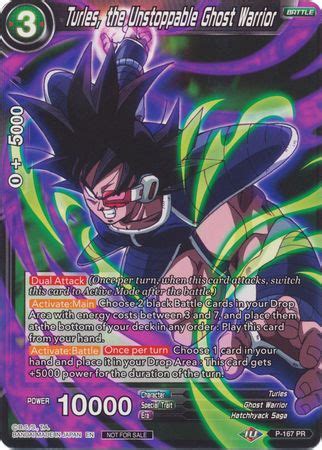 3
Turles, the Unstoppable Ghost Warrior
BATTLE
0 + 5000
Dual Attack (Once per turn, when this card attacks, switch
this card to Active Mode after the battle.)
Activate:Main Choose 2 black Battle Cards in your Drop
Area with energy costs between 3 and 7, and place them
at the bottom of your deck in any order : Play this card
from your hand.
Activate:Battle Once per turn Choose 1 card in your
hand and place it in your Drop Area : This card gets
+5000 power for the duration of the turn.
POWER 10000
Character Turles
Special Trait Ghost Warrior
Era Hatchhyack Saga
©B.S./S., T.A.
BANDAI MADE IN JAPAN EN NOT FOR SALE
P-167 PR